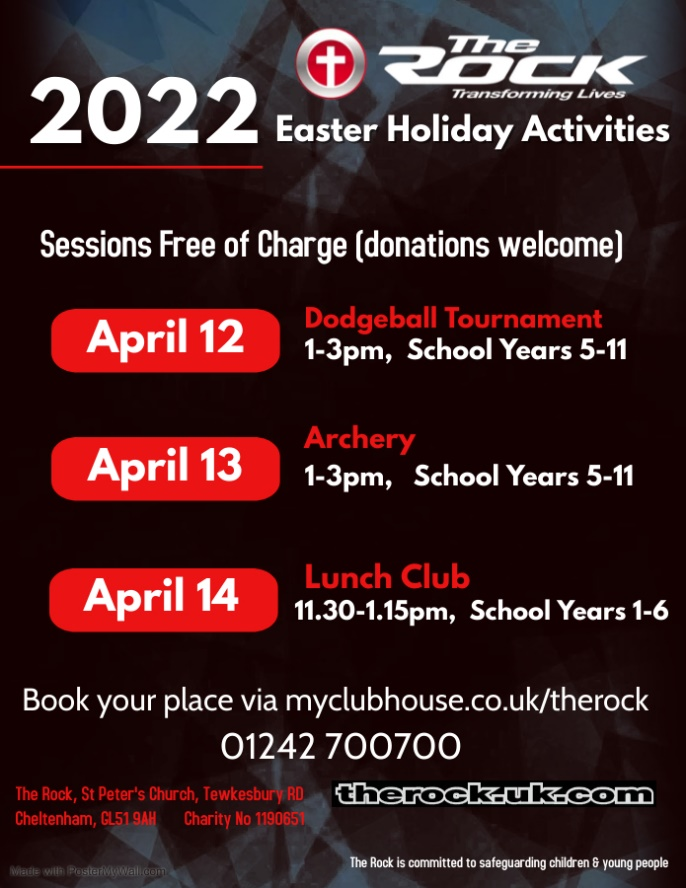 The
ROCK
Transforming Lives
2022
Easter Holiday Activities
Sessions Free of Charge (donations welcome)
April 12
Dodgeball Tournament
1-3pm, School Years 5-11
April 13
Archery
1-3pm, School Years 5-11
April 14
Lunch Club
11.30-1.15pm, School Years 1-6
Book your place via myclubhouse.co.uk/therock
01242 700700
The Rock, St Peter's Church, Tewkesbury RD
Cheltenham, GL51 9AH Charity No 1190651
therock.uk.com
Made with PosterMyWall.com
The Rock is committed to safeguarding children & young people